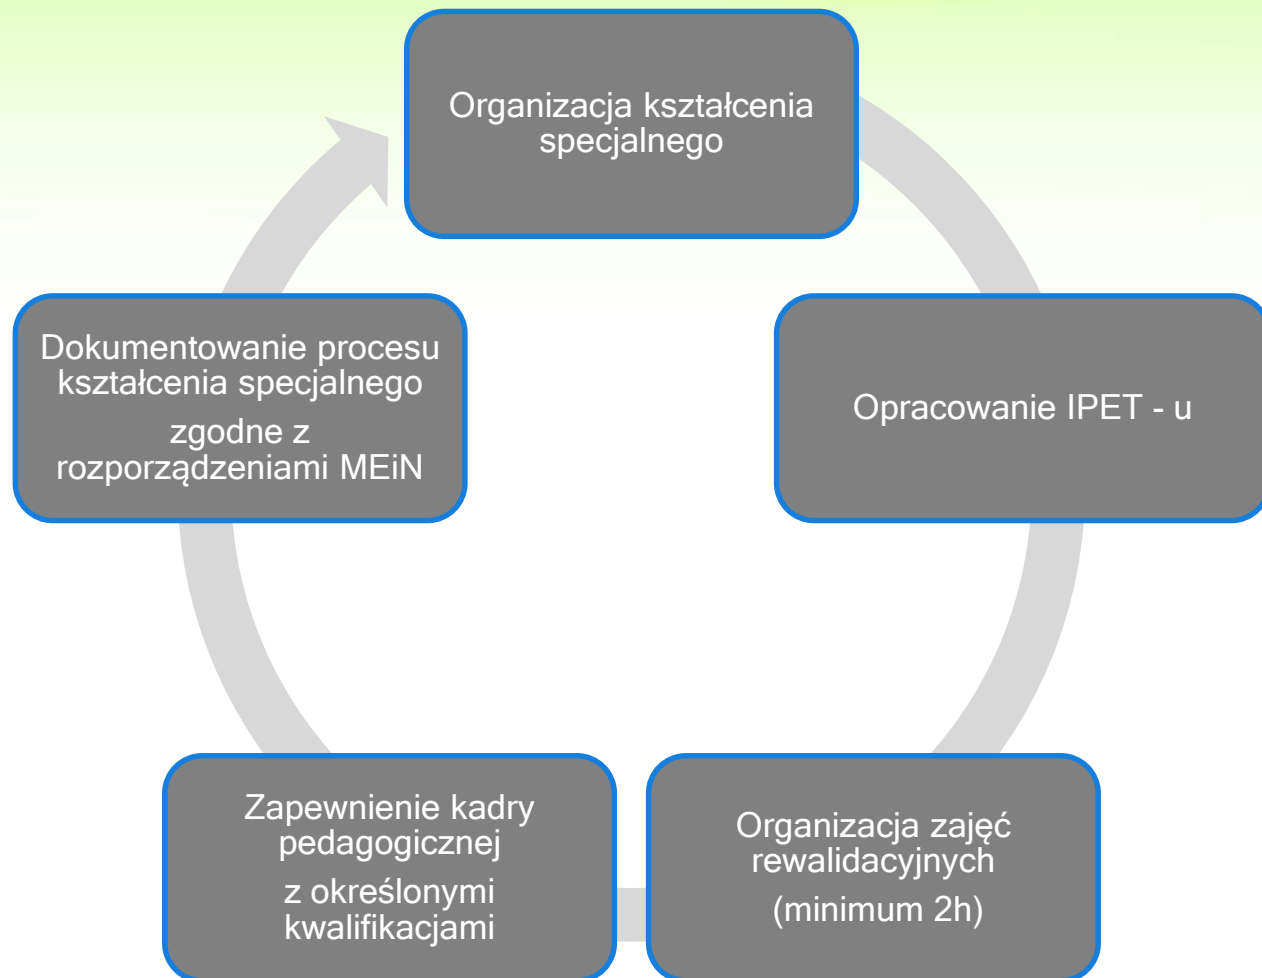 Organizacja kształcenia
specjalnego
Opracowanie IPET - u
Organizacja zajęć
rewalidacyjnych
(minimum 2h)
Zapewnienie kadry
pedagogicznej
z określonymi
kwalifikacjami
Dokumentowanie procesu
kształcenia specjalnego
zgodne z
rozporządzeniami MEiN